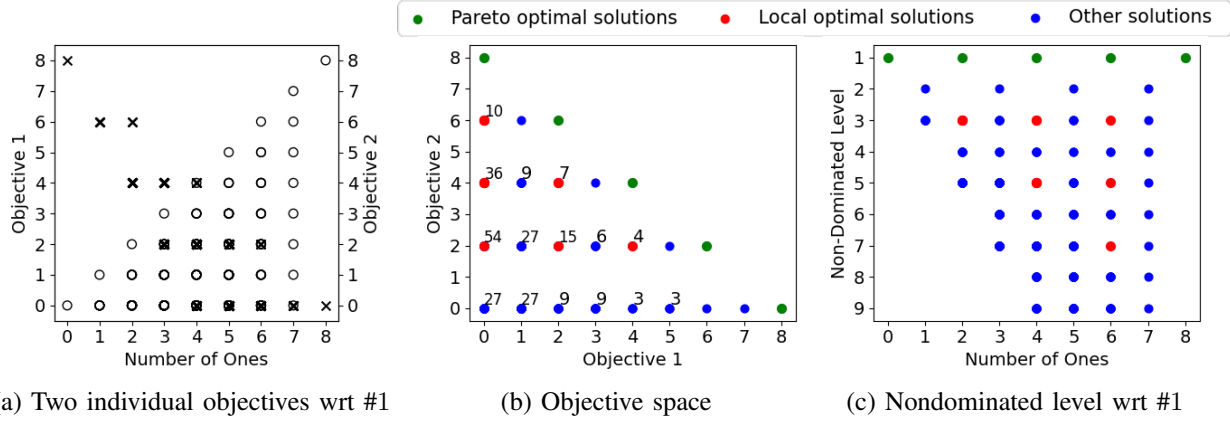 Pareto optimal solutions Local optimal solutions Other solutions
8
7
6
5
4
3
2
1
0
Objective 1
8
7
6
5
4
3
2
1
0
Objective 2
0 1 2 3 4 5 6 7 8
Number of Ones
(a) Two individual objectives wrt #1
8
7
6
5
4
3
2
1
0
Objective 2
10
36 9 7
54 27 15 6 4
27 27 9 9 3 3
0 1 2 3 4 5 6 7 8
Objective 1
(b) Objective space
1
2
3
4
5
6
7
8
9
Non-Dominated Level
0 1 2 3 4 5 6 7 8
Number of Ones
(c) Nondominated level wrt #1